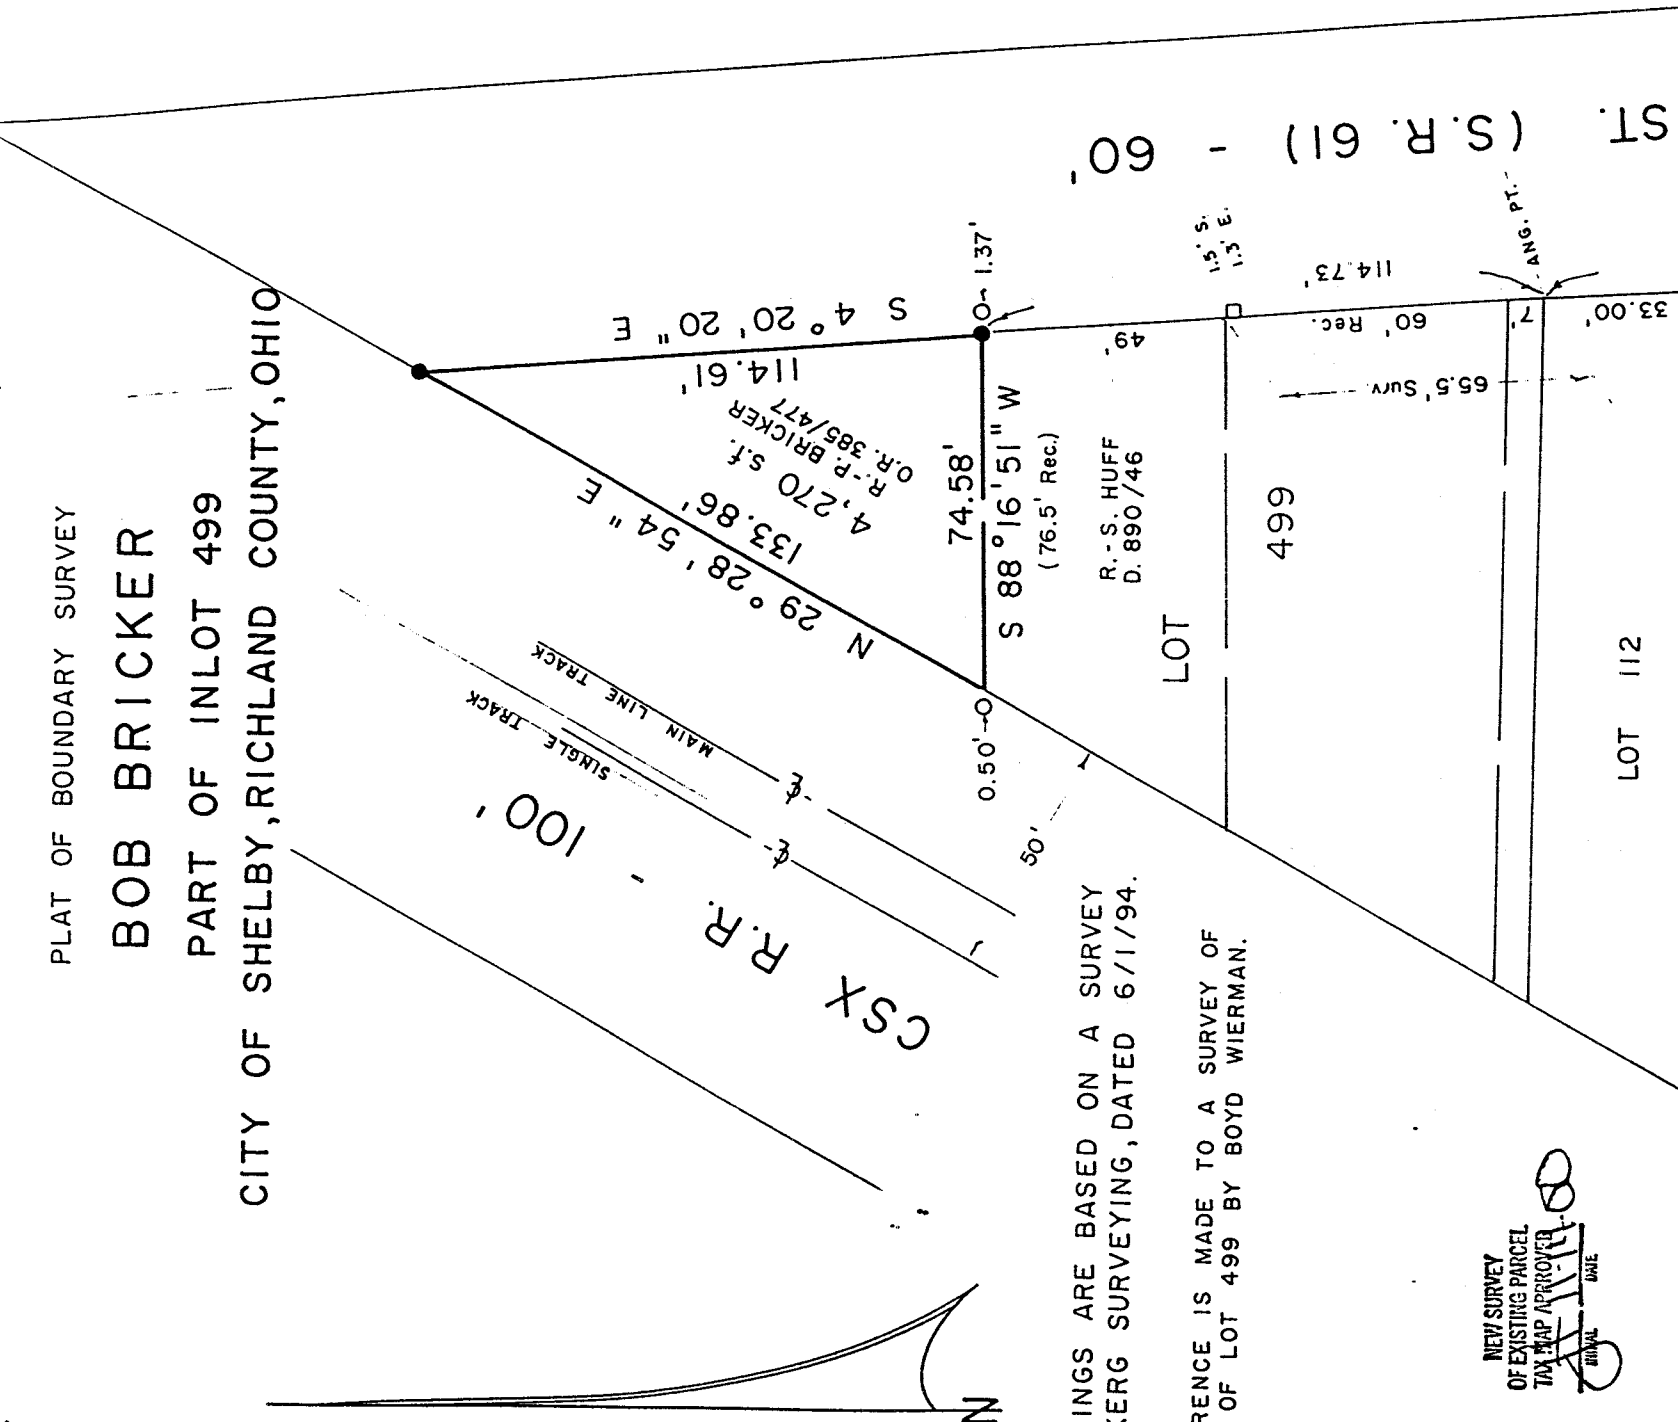 PLAT OF BOUNDARY SURVEY
BOB BRICKER
PART OF INLOT 499
CITY OF SHELBY, RICHLAND COUNTY, OHIO
ST. (S.R. 61) - 60'
S 4° 20' 20" E
114.61'
R.-P. BRICKER
O.R. 385/477
4,270 s.f.
133.86'
N 29° 28' 54" E
74.58'
S 88° 16' 51" W
(76.5' Rec.)
O 1.37'
0.50' O
R.-S. HUFF
D. 890/46
49'
1.5' S.
1.3' E.
114.73'
60' Rec.
7'
ANG. PT.
33.00'
65.5' Surv.
LOT 499
LOT 112
MAIN LINE TRACK
SINGLE TRACK
℄
℄
50'
CSX R.R. - 100'
INGS ARE BASED ON A SURVEY
KERG SURVEYING, DATED 6/1/94.
RENCE IS MADE TO A SURVEY OF
OF LOT 499 BY BOYD WIERMAN.
N
NEW SURVEY
OF EXISTING PARCEL
TAX MAP APPROVED
INITIAL DATE